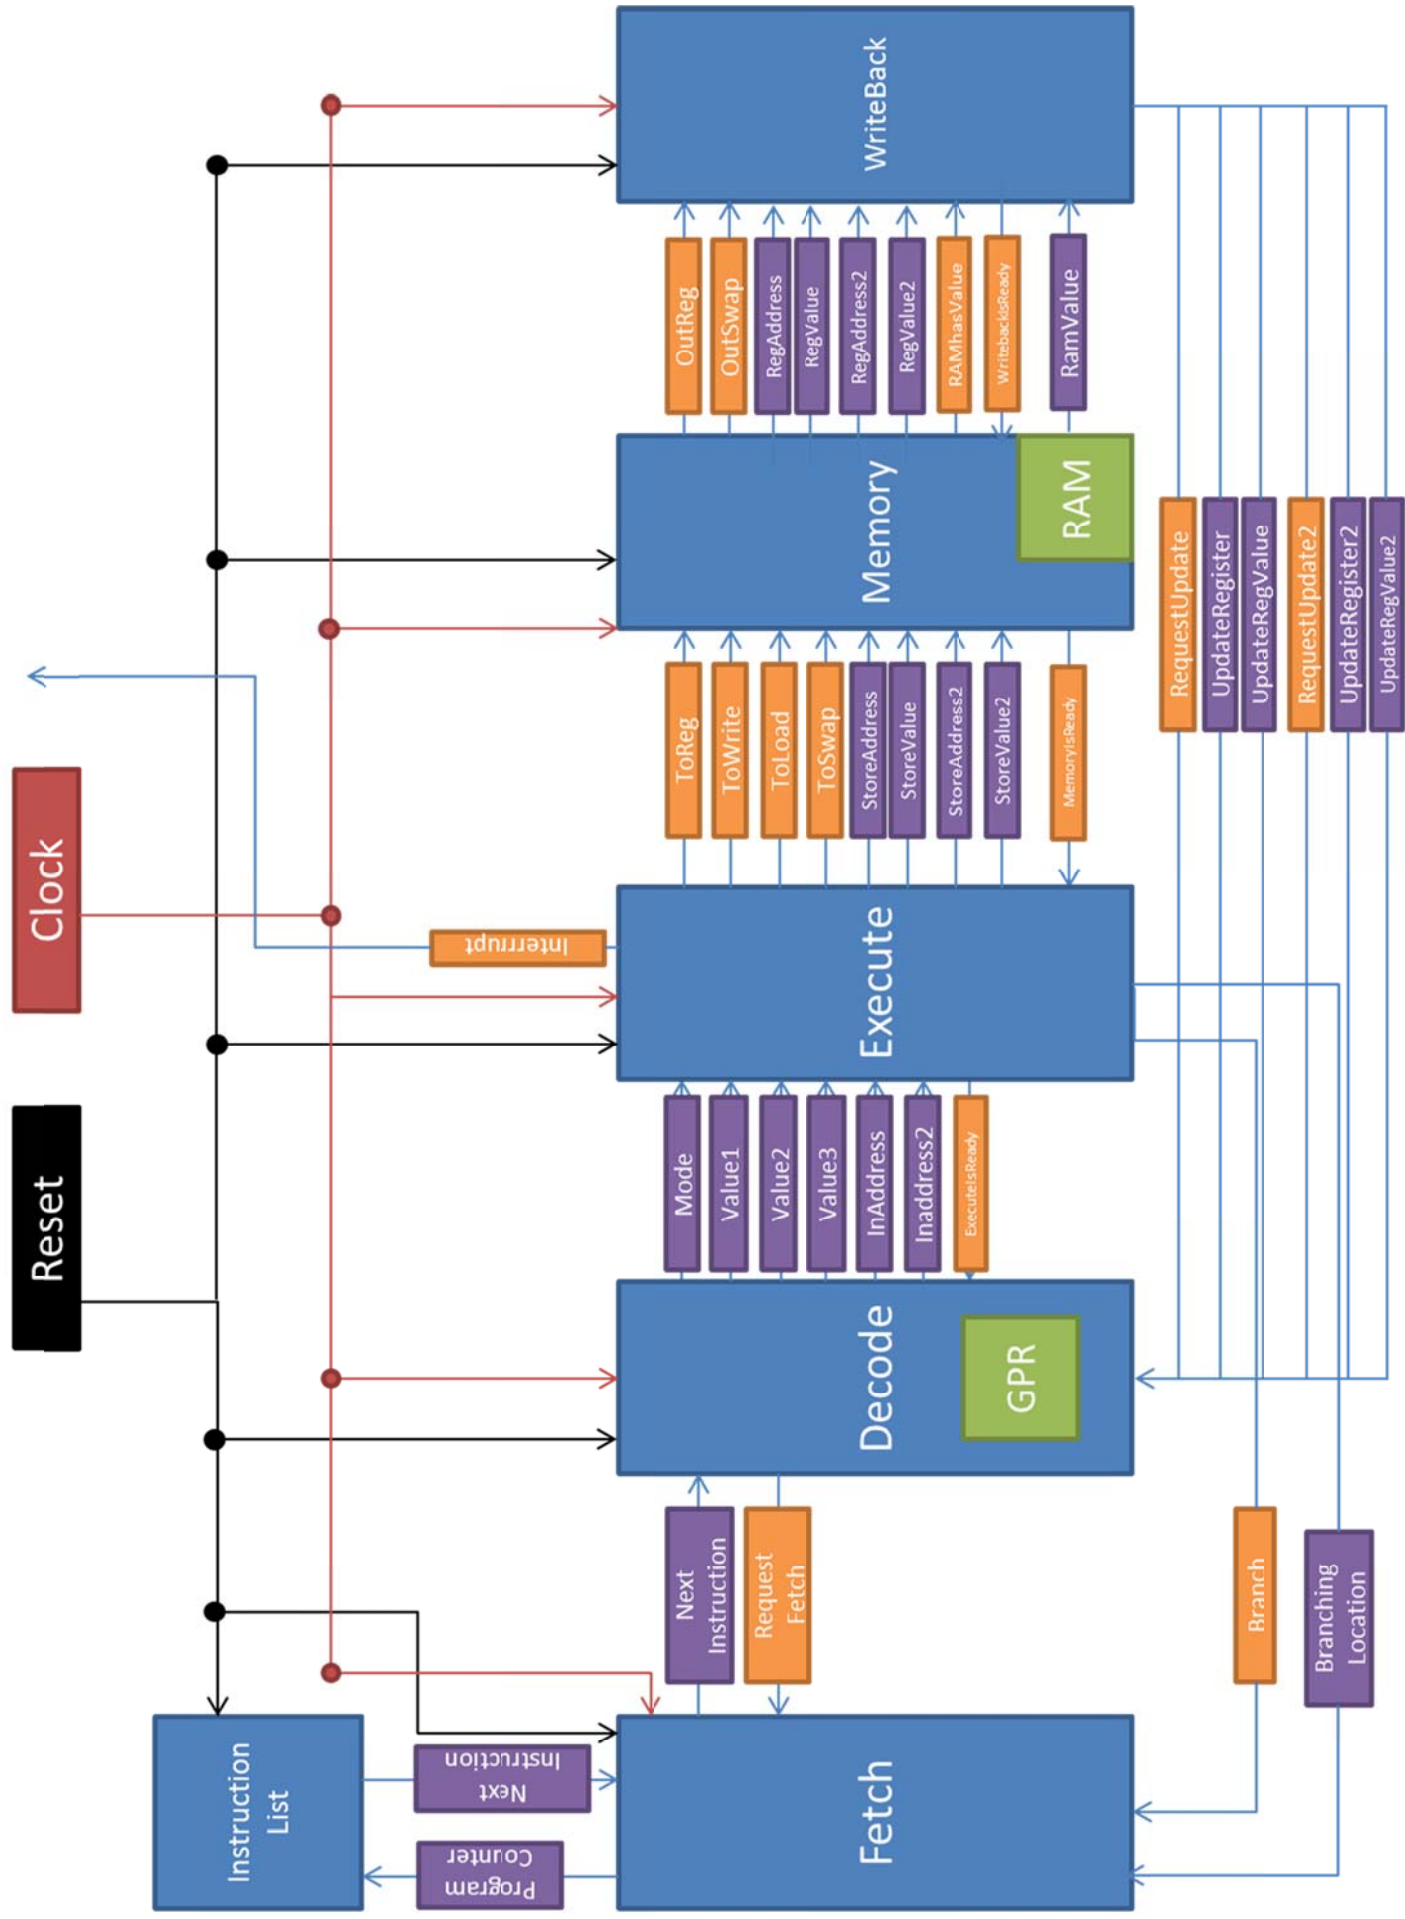 Reset
Clock
Instruction
List
Program
Counter
Next
Instruction
Interrupt
Fetch
Next
Instruction
Request
Fetch
Decode
GPR
Mode
Value1
Value2
Value3
InAddress
Inaddress2
ExecuteIsReady
Execute
ToReg
ToWrite
ToLoad
ToSwap
StoreAddress
StoreValue
StoreAddress2
StoreValue2
MemoryIsReady
Memory
RAM
OutReg
OutSwap
RegAddress
RegValue
RegAddress2
RegValue2
RAMhasValue
WritebackIsReady
RamValue
WriteBack
RequestUpdate
UpdateRegister
UpdateRegValue
RequestUpdate2
UpdateRegister2
UpdateRegValue2
Branch
Branching
Location